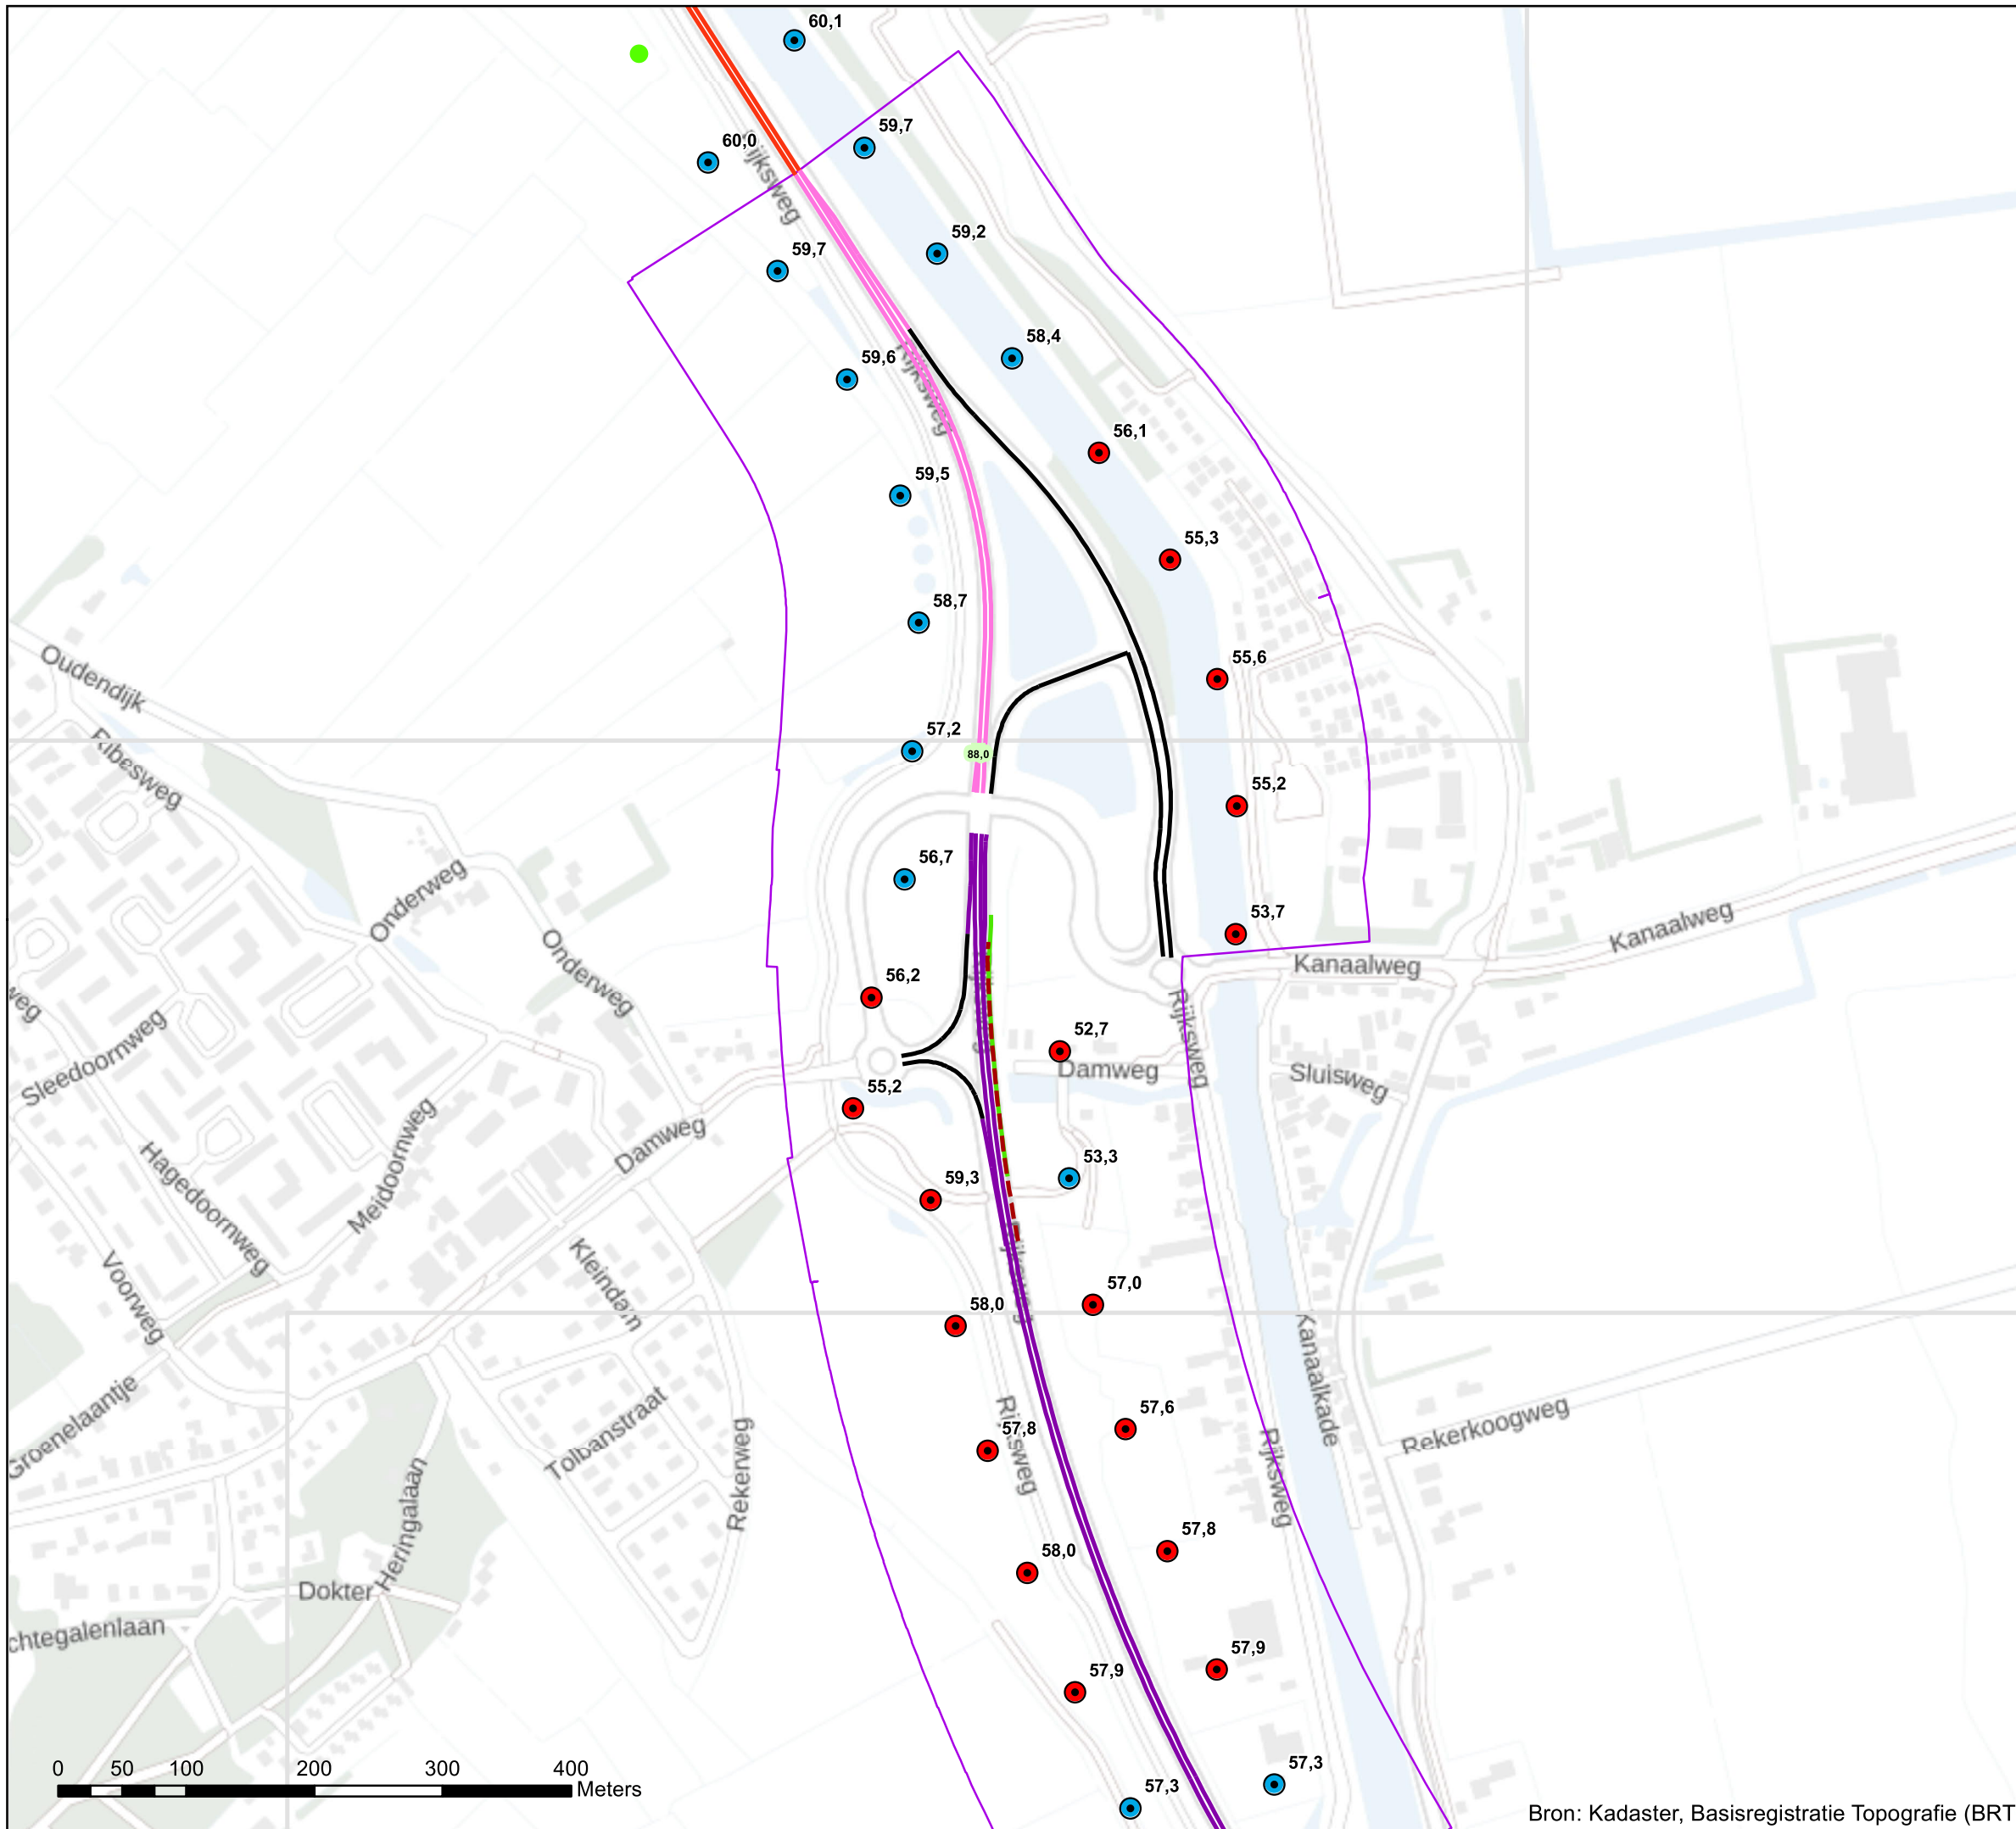 60,1
60,0
Rijksweg
59,7
59,2
59,7
58,4
59,6
Rijksweg
56,1
59,5
55,3
58,7
55,6
Oudendijk
57,2
88,0
Ribesweg
55,2
56,7
Onderweg
53,7
Kanaalweg
Kanaalweg
Onderweg
56,2
weg
Rijksweg
52,7
Damweg
Sluisweg
Sleedoornweg
55,2
Damweg
Meidoornweg
Hagedoornweg
53,3
59,3
Kleindam
Voorweg
57,0
58,0
Kanaalkade
Groenelaantje
Tolbanstraat
Rekerweg
57,6
57,8
Rijksweg
Rijksweg
Rekerkoogweg
57,8
58,0
Dokter Heringalaan
chtegalenlaan
57,9
57,9
57,3
57,3
0 50 100 200 300 400
Meters
Bron: Kadaster, Basisregistratie Topografie (BRT